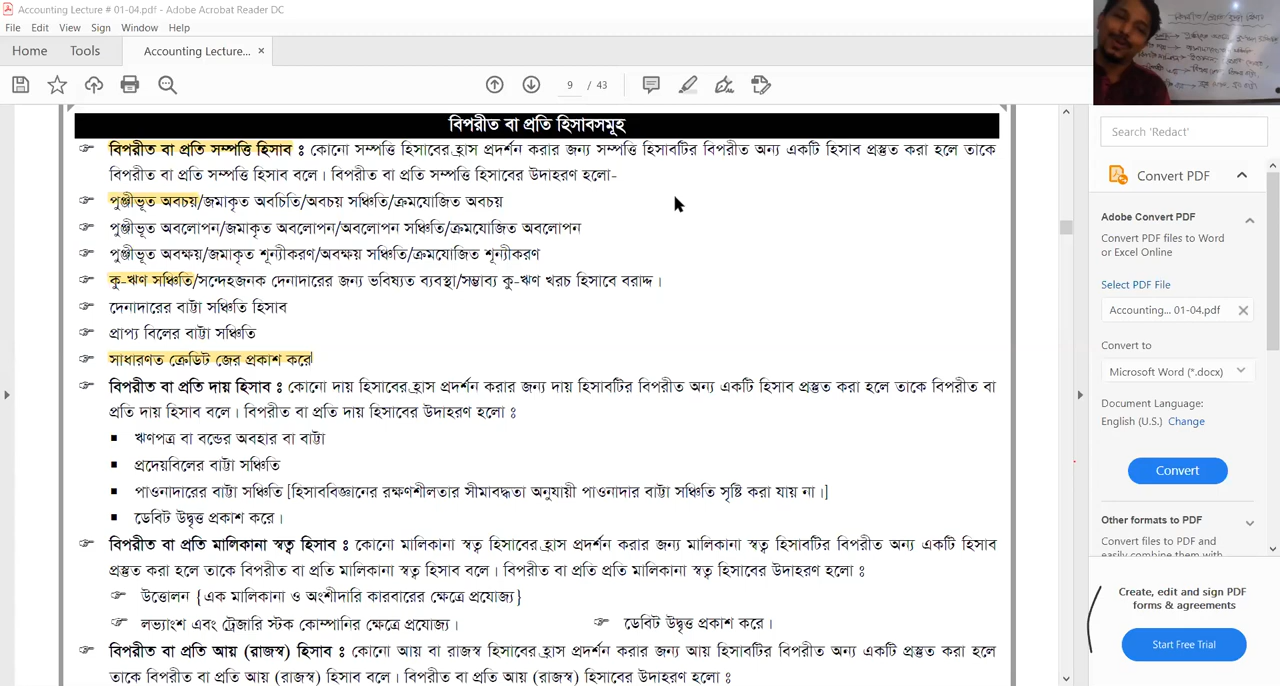 Accounting Lecture # 01-04.pdf - Adobe Acrobat Reader DC
File Edit View Sign Window Help
Home Tools Accounting Lecture... ×
9 / 43
বিপরীত বা প্রতি হিসাবসমূহ
বিপরীত বা প্রতি সম্পত্তি হিসাব : কোনো সম্পত্তি হিসাবের হ্রাস প্রদর্শন করার জন্য সম্পত্তি হিসাবটির বিপরীত অন্য একটি হিসাব প্রস্তুত করা হলে তাকে
বিপরীত বা প্রতি সম্পত্তি হিসাব বলে। বিপরীত বা প্রতি সম্পত্তি হিসাবের উদাহরণ হলো-
পুঞ্জীভূত অবচয়/জমাকৃত অবচিতি/অবচয় সঞ্চিতি/ক্রমযোজিত অবচয়
পুঞ্জীভূত অবলোপন/জমাকৃত অবলোপন/অবলোপন সঞ্চিতি/ক্রমযোজিত অবলোপন
পুঞ্জীভূত অবক্ষয়/জমাকৃত শূন্যীকরণ/অবক্ষয় সঞ্চিতি/ক্রমযোজিত শূন্যীকরণ
কু-ঋণ সঞ্চিতি/সন্দেহজনক দেনাদারের জন্য ভবিষ্যত ব্যবস্থা/সম্ভাব্য কু-ঋণ খরচ হিসাবে বরাদ্দ।
দেনাদারের বাট্টা সঞ্চিতি হিসাব
প্রাপ্য বিলের বাট্টা সঞ্চিতি
সাধারণত ক্রেডিট জের প্রকাশ করে
বিপরীত বা প্রতি দায় হিসাব : কোনো দায় হিসাবের হ্রাস প্রদর্শন করার জন্য দায় হিসাবটির বিপরীত অন্য একটি হিসাব প্রস্তুত করা হলে তাকে বিপরীত বা
প্রতি দায় হিসাব বলে। বিপরীত বা প্রতি দায় হিসাবের উদাহরণ হলো :
ঋণপত্র বা বন্ডের অবহার বা বাট্টা
প্রদেয়বিলের বাট্টা সঞ্চিতি
পাওনাদারের বাট্টা সঞ্চিতি [হিসাববিজ্ঞানের রক্ষণশীলতার সীমাবদ্ধতা অনুযায়ী পাওনাদার বাট্টা সঞ্চিতি সৃষ্টি করা যায় না।]
ডেবিট উদ্বৃত্ত প্রকাশ করে।
বিপরীত বা প্রতি মালিকানা স্বত্ব হিসাব : কোনো মালিকানা স্বত্ব হিসাবের হ্রাস প্রদর্শন করার জন্য মালিকানা স্বত্ব হিসাবটির বিপরীত অন্য একটি হিসাব
প্রস্তুত করা হলে তাকে বিপরীত বা প্রতি মালিকানা স্বত্ব হিসাব বলে। বিপরীত বা প্রতি প্রতি মালিকানা স্বত্ব হিসাবের উদাহরণ হলো :
উত্তোলন {এক মালিকানা ও অংশীদারি কারবারের ক্ষেত্রে প্রযোজ্য}
লভ্যাংশ এবং ট্রেজারি স্টক কোম্পানির ক্ষেত্রে প্রযোজ্য। ডেবিট উদ্বৃত্ত প্রকাশ করে।
বিপরীত বা প্রতি আয় (রাজস্ব) হিসাব : কোনো আয় বা রাজস্ব হিসাবের হ্রাস প্রদর্শন করার জন্য আয় হিসাবটির বিপরীত অন্য একটি হিসাব প্রস্তুত করা হলে
তাকে বিপরীত বা প্রতি আয় (রাজস্ব) হিসাব বলে। বিপরীত বা প্রতি আয় (রাজস্ব) হিসাবের উদাহরণ হলো :
Search 'Redact'
Convert PDF
Adobe Convert PDF
Convert PDF files to Word
or Excel Online
Select PDF File
Accounting... 01-04.pdf
Convert to
Microsoft Word (*.docx)
Document Language:
English (U.S.) Change
Convert
Other formats to PDF
Convert files to PDF and
easily combine them with
Create, edit and sign PDF
forms & agreements
Start Free Trial